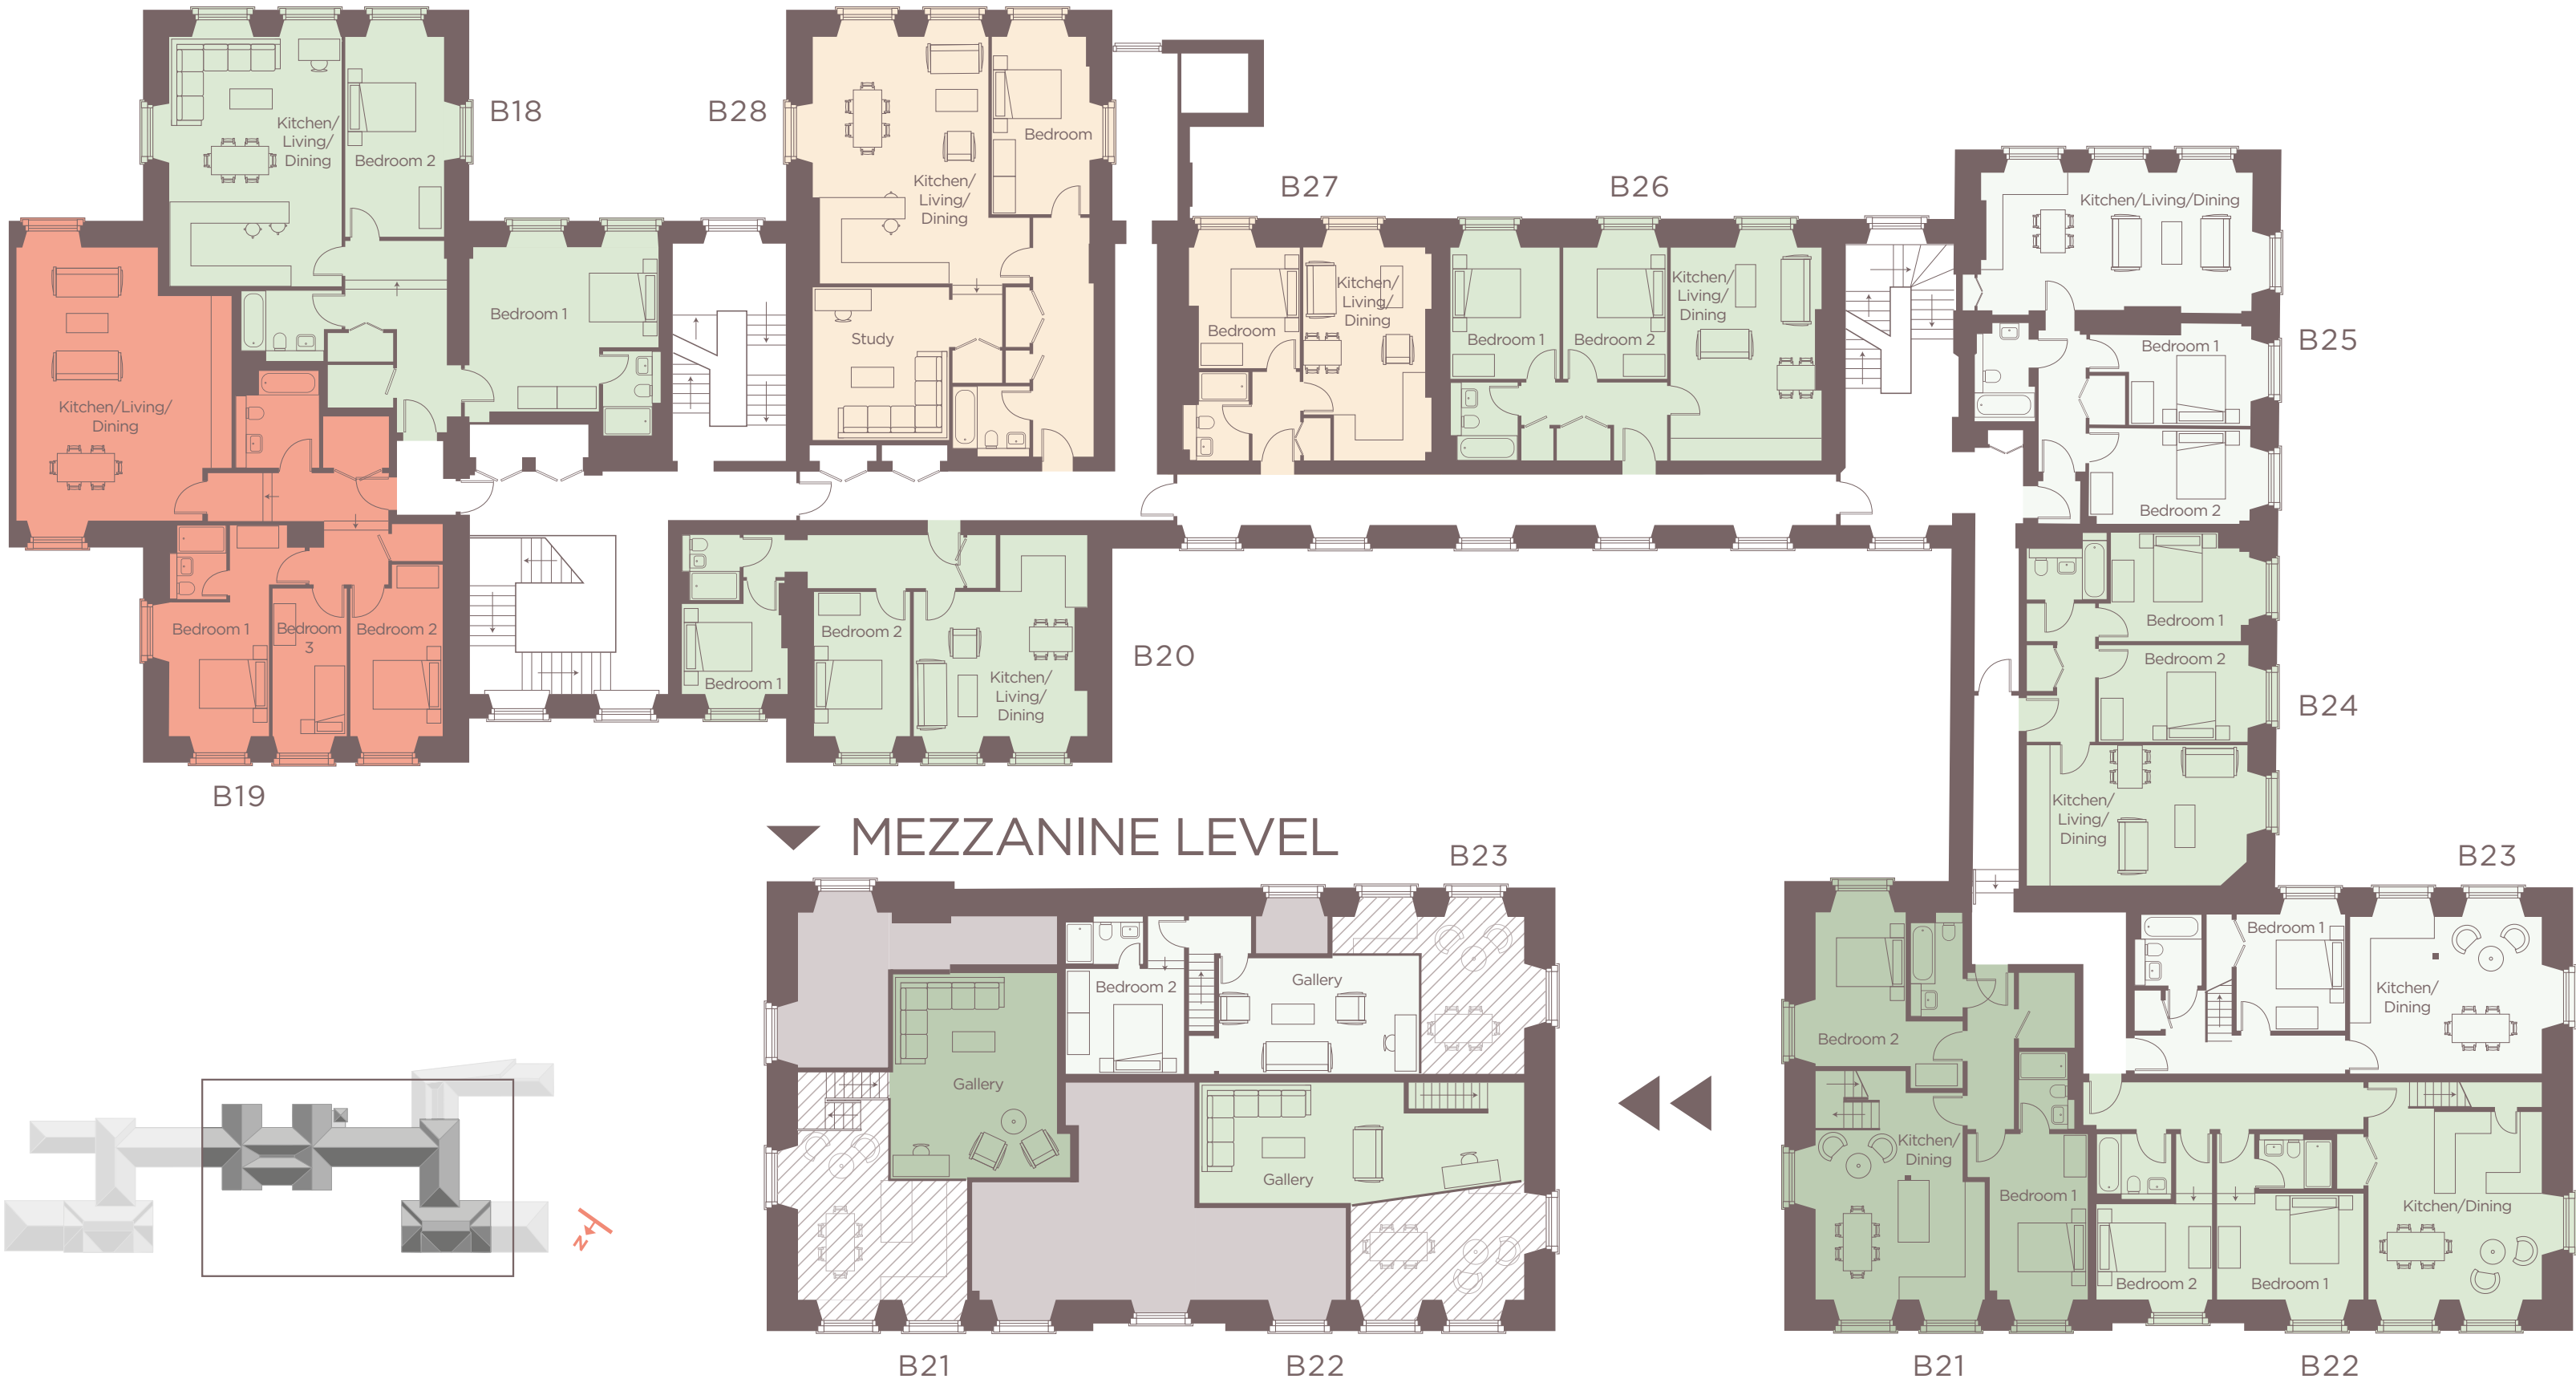 B18
Kitchen/
Living/
Dining
Bedroom 2
Bedroom 1
B28
Kitchen/
Living/
Dining
Bedroom
Study
B27
Bedroom
Kitchen/
Living/
Dining
B26
Bedroom 1
Bedroom 2
Kitchen/
Living/
Dining
Kitchen/Living/Dining
B25
Bedroom 1
Bedroom 2
Kitchen/Living/
Dining
Bedroom 1
Bedroom
3
Bedroom 2
B19
Bedroom 1
Bedroom 2
Kitchen/
Living/
Dining
B20
Bedroom 1
Bedroom 2
B24
Kitchen/
Living/
Dining
MEZZANINE LEVEL
B23
Bedroom 2
Gallery
Gallery
Gallery
B21
B22
B23
Bedroom 1
Kitchen/
Dining
Bedroom 2
Kitchen/
Dining
Bedroom 1
Bedroom 2
Bedroom 1
Kitchen/Dining
B21
B22
N